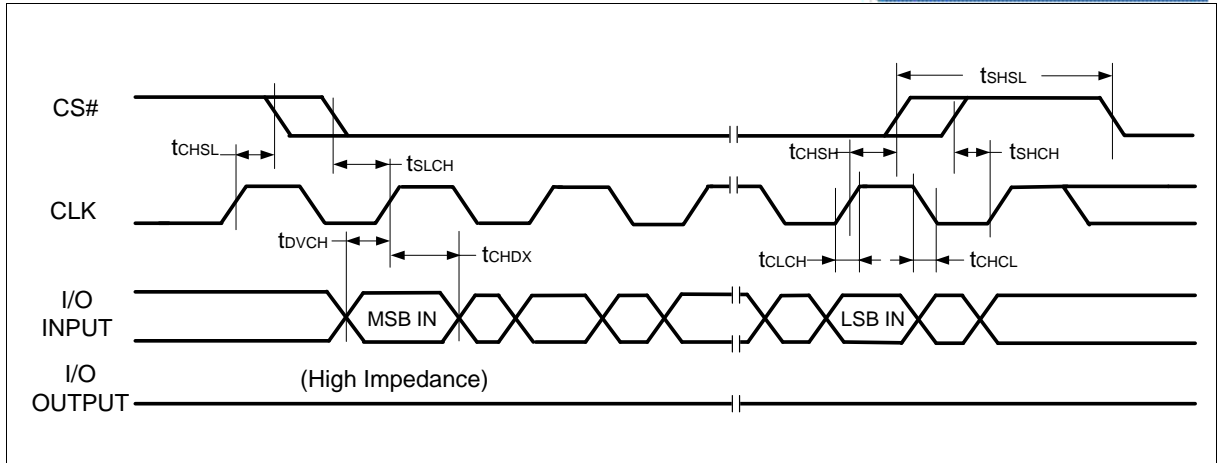 tSHSL
CS#
tCHSL
tSLCH
tCHSH
tSHCH
CLK
tDVCH
tCHDX
tCLCH
tCHCL
I/O
INPUT
MSB IN
LSB IN
I/O
OUTPUT
(High Impedance)